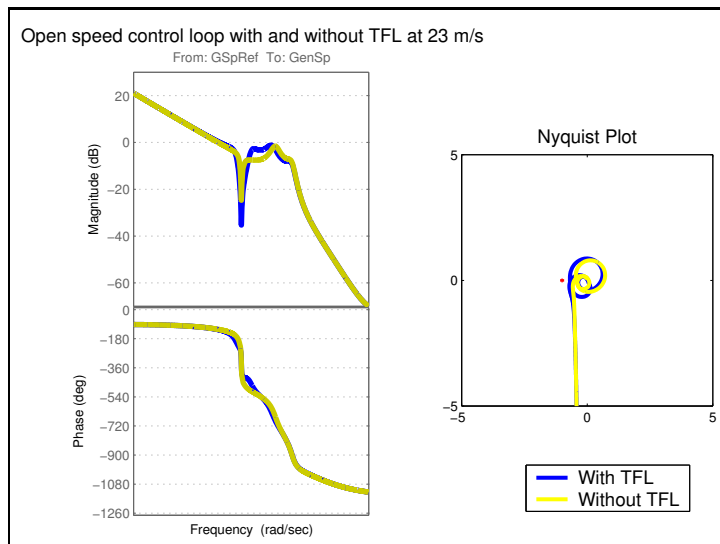 Open speed control loop with and without TFL at 23 m/s
From: GSpRef To: GenSp
20
0
−20
−40
−60
Magnitude (dB)
0
−180
−360
−540
−720
−900
−1080
−1260
Phase (deg)
Frequency (rad/sec)
Nyquist Plot
5
0
−5
−5
0
5
With TFL
Without TFL